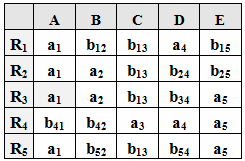 A B C D E
R1 a1 b12 b13 a4 b15
R2 a1 a2 b13 b24 b25
R3 a1 a2 b13 b34 a5
R4 b41 b42 a3 a4 a5
R5 a1 b52 b13 b54 a5